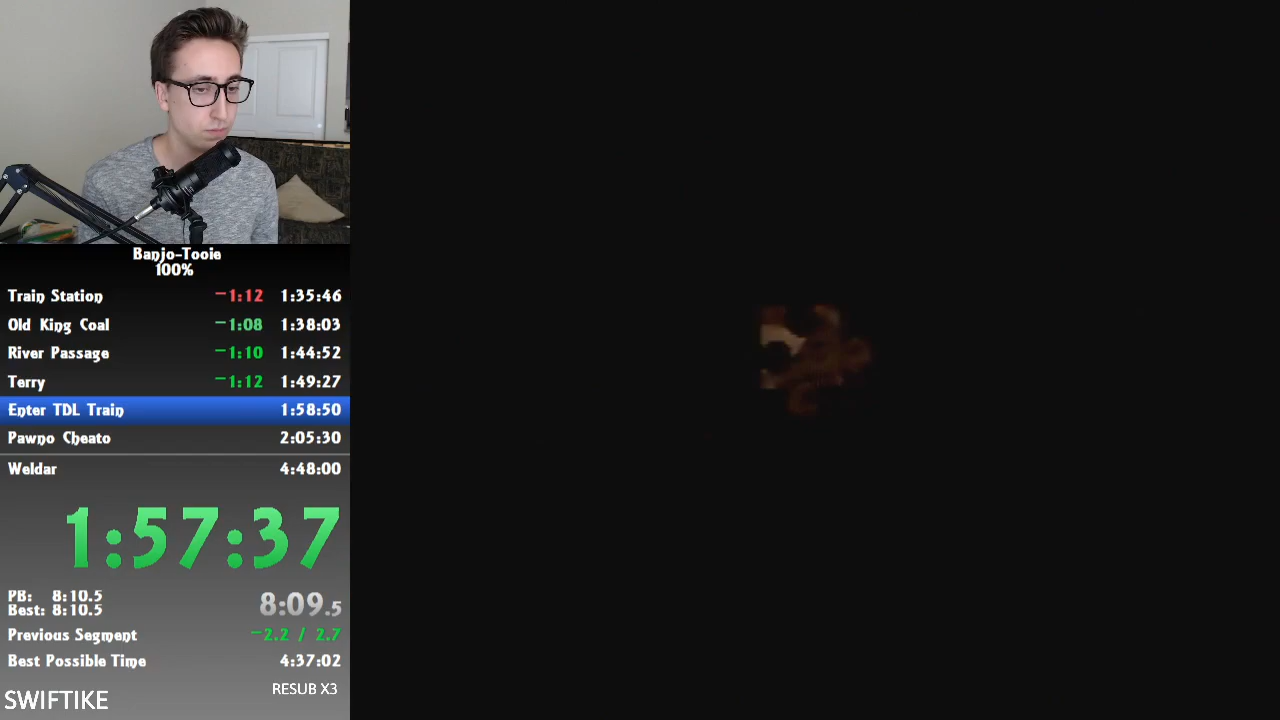 Banjo-Tooie
100%
Train Station -1:12 1:35:46
Old King Coal -1:08 1:38:03
River Passage -1:10 1:44:52
Terry -1:12 1:49:27
Enter TDL Train 1:58:50
Pawno Cheato 2:05:30
Weldar 4:48:00
1:57:37
PB: 8:10.5
Best: 8:10.5
8:09.5
Previous Segment -2.2 / 2.7
Best Possible Time 4:37:02
SWIFTIKE
RESUB X3